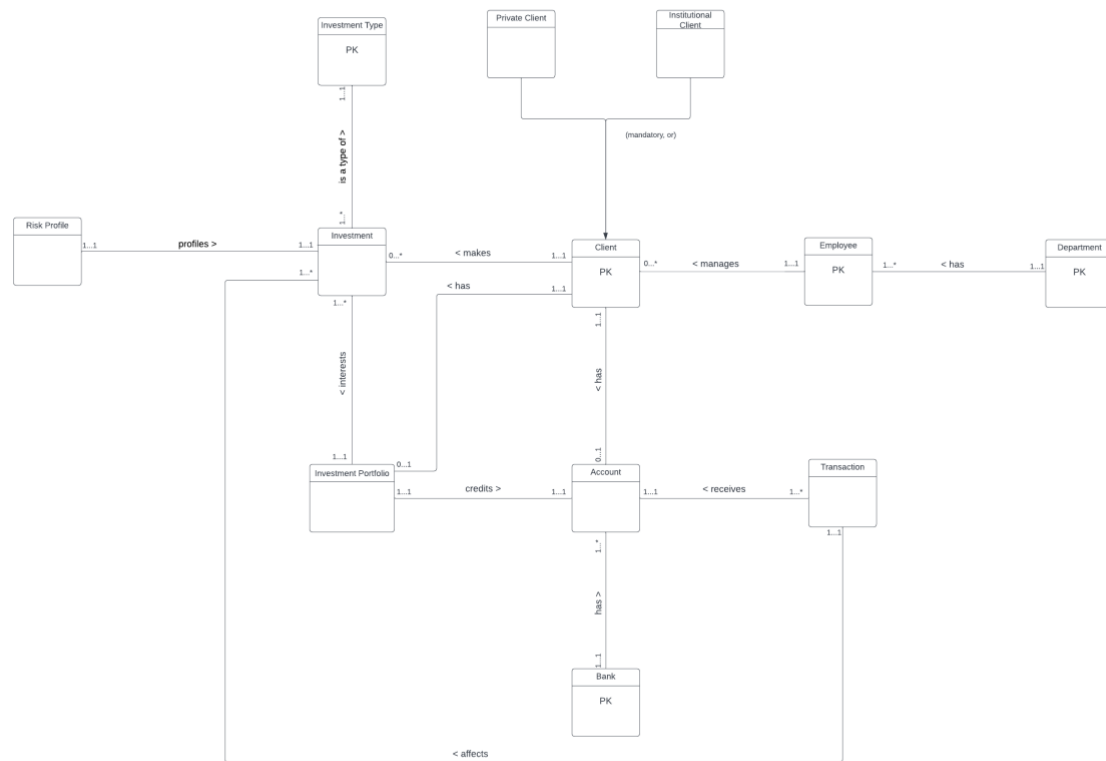 Investment Type
PK
Private Client
Institutional
Client
(mandatory, or)
1...1
is a type of >
1...*
Risk Profile
1...1
profiles >
1...1
Investment
1...*
1...*
0...*
< makes
1...1
< has
1...1
Client
PK
0...*
< manages
1...1
Employee
PK
1...*
< has
1...1
Department
PK
1...1
< interests
< has
1...1
0...1
0...1
Investment Portfolio
1...1
credits >
1...1
Account
1...1
< receives
1...*
Transaction
1...1
1...*
has >
1...1
Bank
PK
< affects